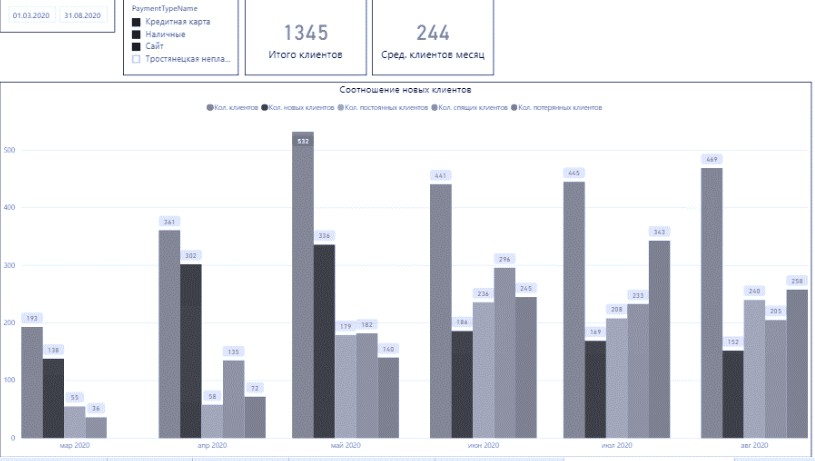 01.03.2020 31.08.2020
PaymentTypeName
Кредитная карта
Наличные
Сайт
Тростянецкая непла...
1345
Итого клиентов
244
Сред. клиентов месяц
Соотношение новых клиентов
Кол. клиентов Кол. новых клиентов Кол. постоянных клиентов Кол. спящих клиентов Кол. потерянных клиентов
500
400
300
200
100
0
193 138 55 36
361 302 58 135 72
532 336 179 182 140
441 186 236 296 245
445 169 208 233 343
469 152 240 205 258
мар 2020 апр 2020 май 2020 июн 2020 июл 2020 авг 2020